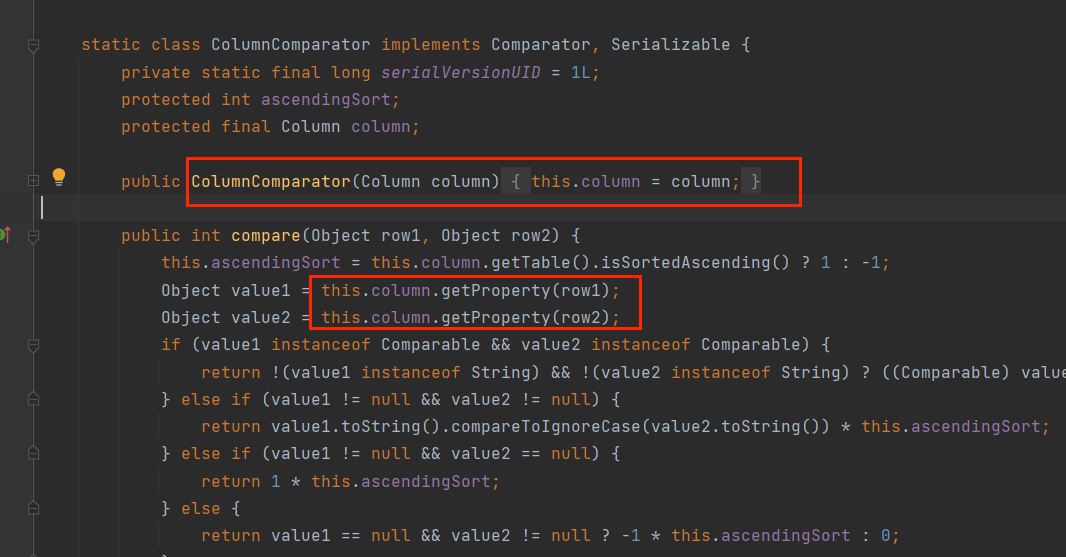 static class ColumnComparator implements Comparator, Serializable {
private static final long serialVersionUID = 1L;
protected int ascendingSort;
protected final Column column;
public ColumnComparator(Column column) { this.column = column; }
public int compare(Object row1, Object row2) {
this.ascendingSort = this.column.getTable().isSortedAscending() ? 1 : -1;
Object value1 = this.column.getProperty(row1);
Object value2 = this.column.getProperty(row2);
if (value1 instanceof Comparable && value2 instanceof Comparable) {
return !(value1 instanceof String) && !(value2 instanceof String) ? ((Comparable) valu
} else if (value1 != null && value2 != null) {
return value1.toString().compareToIgnoreCase(value2.toString()) * this.ascendingSort;
} else if (value1 != null && value2 == null) {
return 1 * this.ascendingSort;
} else {
return value1 == null && value2 != null ? -1 * this.ascendingSort : 0;